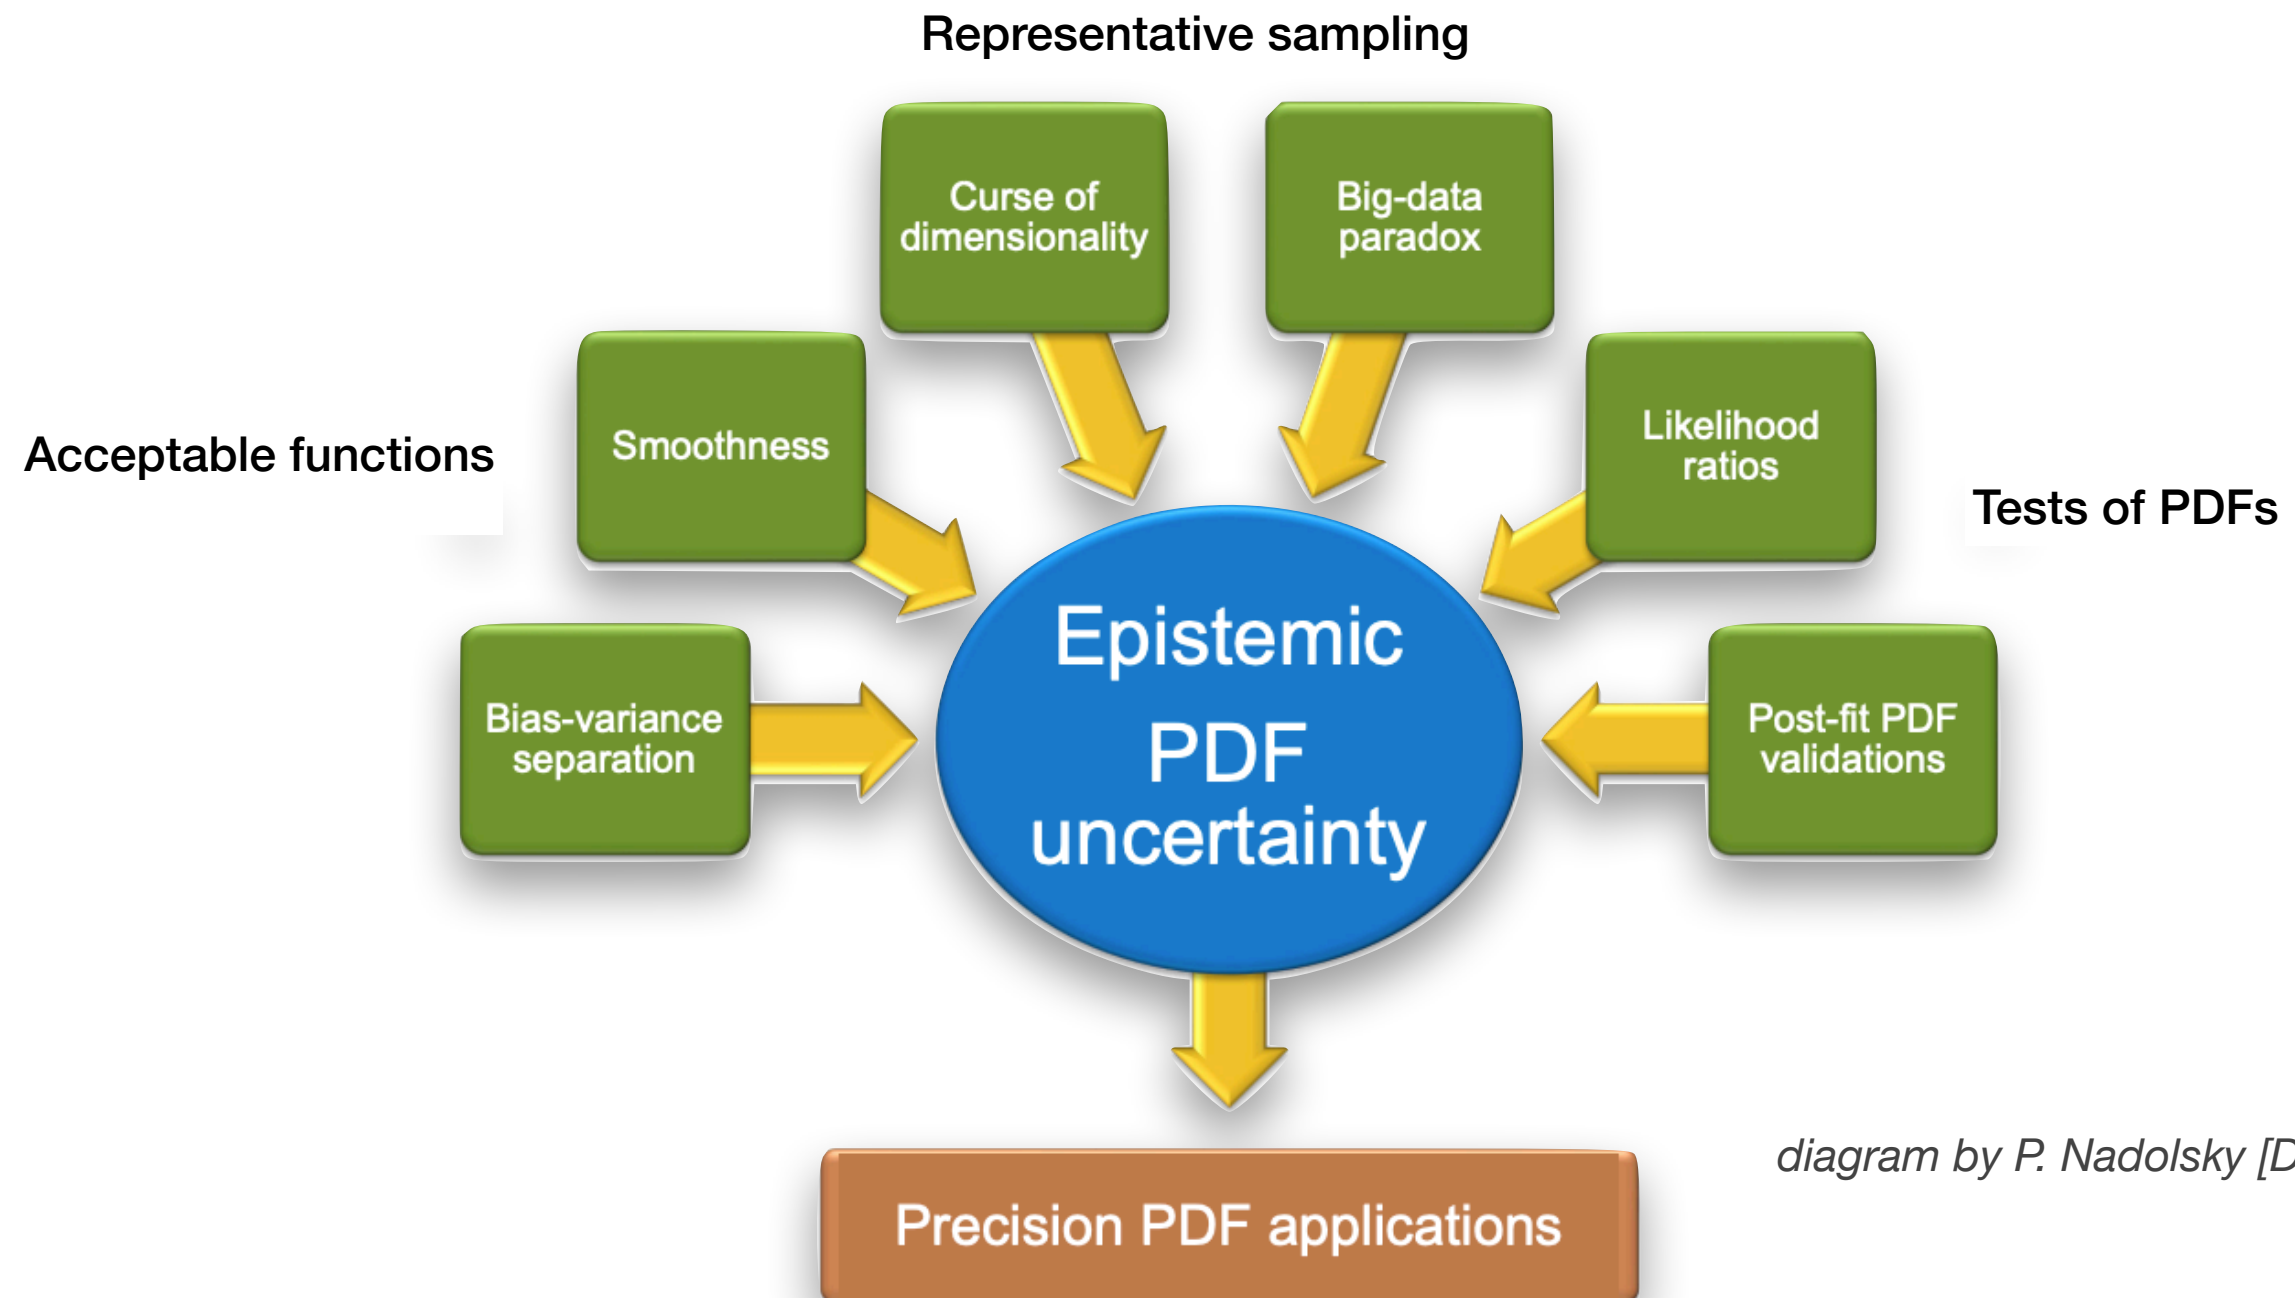 Representative sampling
Curse of
dimensionality
Big-data
paradox
Smoothness
Likelihood
ratios
Acceptable functions
Tests of PDFs
Bias-variance
separation
Epistemic
PDF
uncertainty
Post-fit PDF
validations
diagram by P. Nadolsky [D
Precision PDF applications